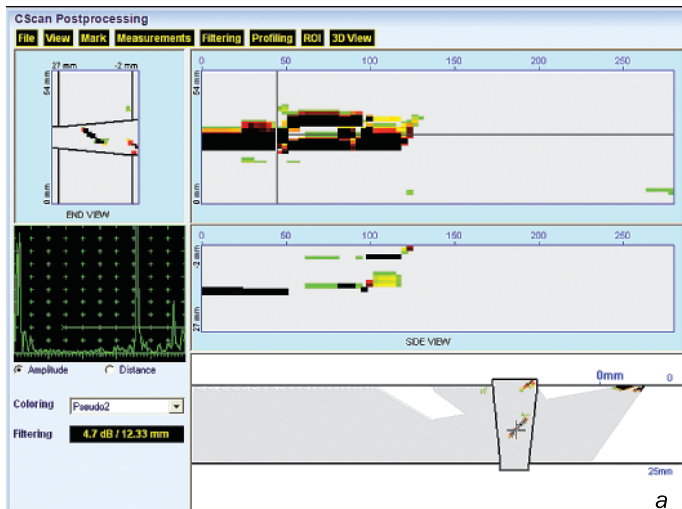 CScan Postprocessing
File View Mark Measurements Filtering Profiling ROI 3D View
27 mm -2 mm
54 mm
0 mm
END VIEW
0 50 100 150 200 250
54 mm
0 mm
0 50 100 150 200 250
-2 mm
27 mm
SIDE VIEW
Amplitude Distance
Coloring Pseudo2
Filtering 4.7 dB / 12.33 mm
0mm 0
25mm
a